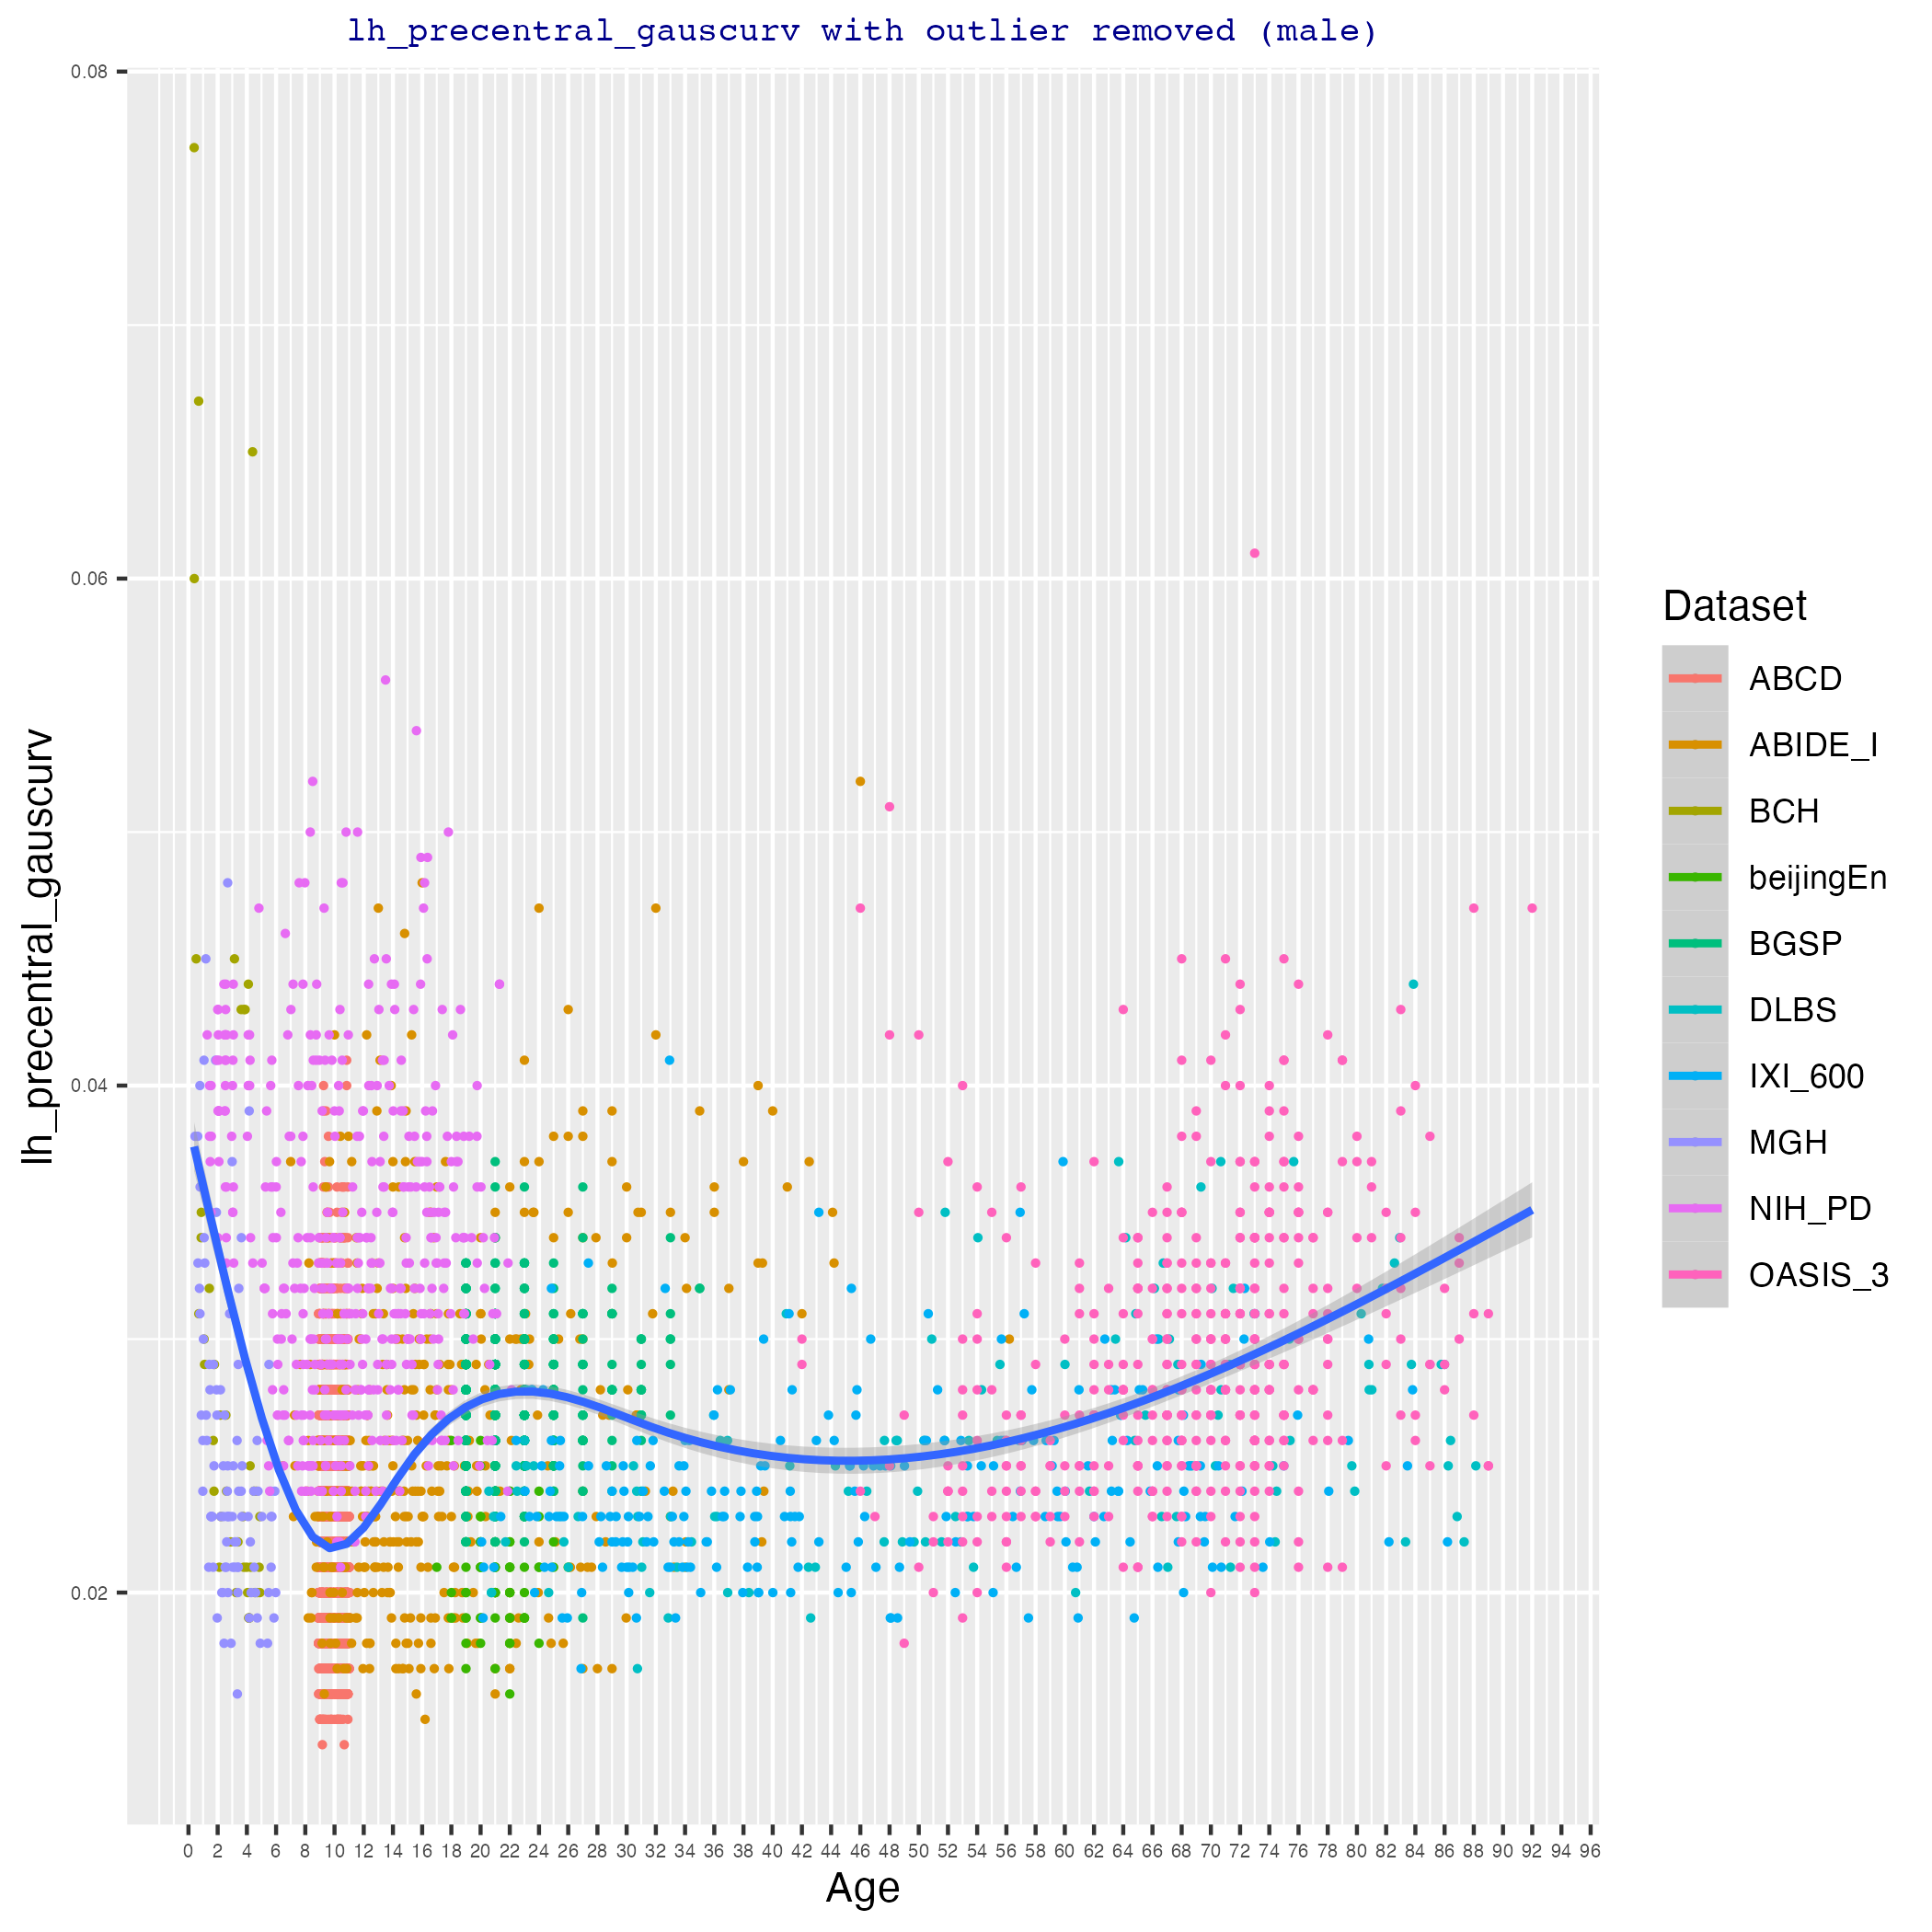 lh_precentral_gauscurv with outlier removed (male)
0.08
0.06
0.04
0.02
lh_precentral_gauscurv
0 2 4 6 8 10 12 14 16 18 20 22 24 26 28 30 32 34 36 38 40 42 44 46 48 50 52 54 56 58 60 62 64 66 68 70 72 74 76 78 80 82 84 86 88 90 92 94 96
Age
Dataset
ABCD
ABIDE_I
BCH
beijingEn
BGSP
DLBS
IXI_600
MGH
NIH_PD
OASIS_3